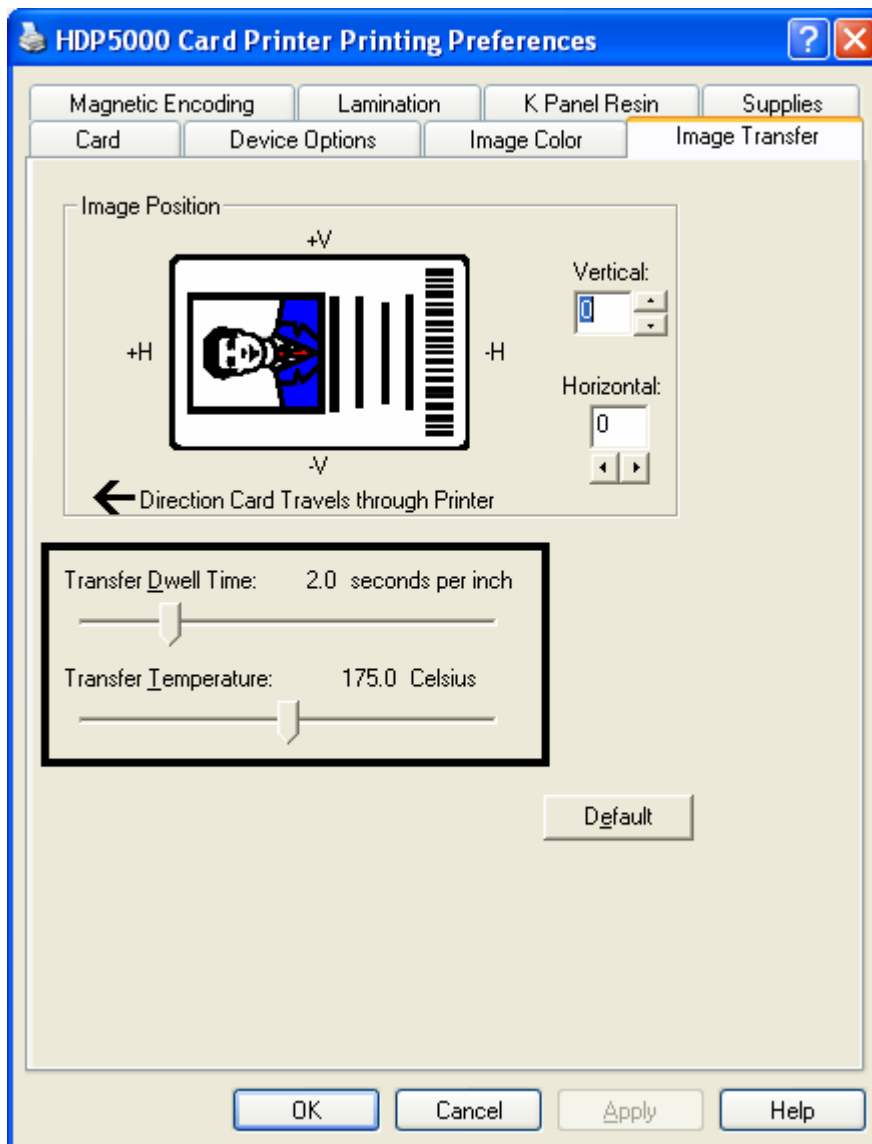 HDP5000 Card Printer Printing Preferences
Magnetic Encoding Lamination K Panel Resin Supplies
Card Device Options Image Color Image Transfer
Image Position
+V
Vertical:
0
+H -H
Horizontal:
0
-V
Direction Card Travels through Printer
Transfer Dwell Time: 2.0 seconds per inch
Transfer Temperature: 175.0 Celsius
Default
OK Cancel Apply Help